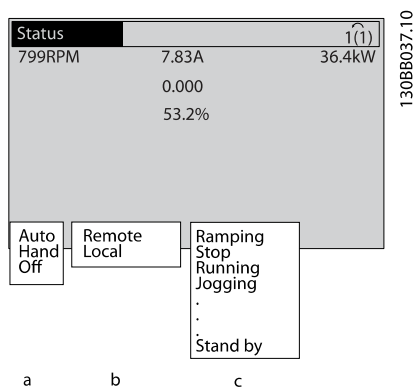 Status
1(1)
799RPM 7.83A 36.4kW
0.000
53.2%
Auto
Hand
Off
Remote
Local
Ramping
Stop
Running
Jogging
.
.
.
Stand by
a b c
130BB037.10